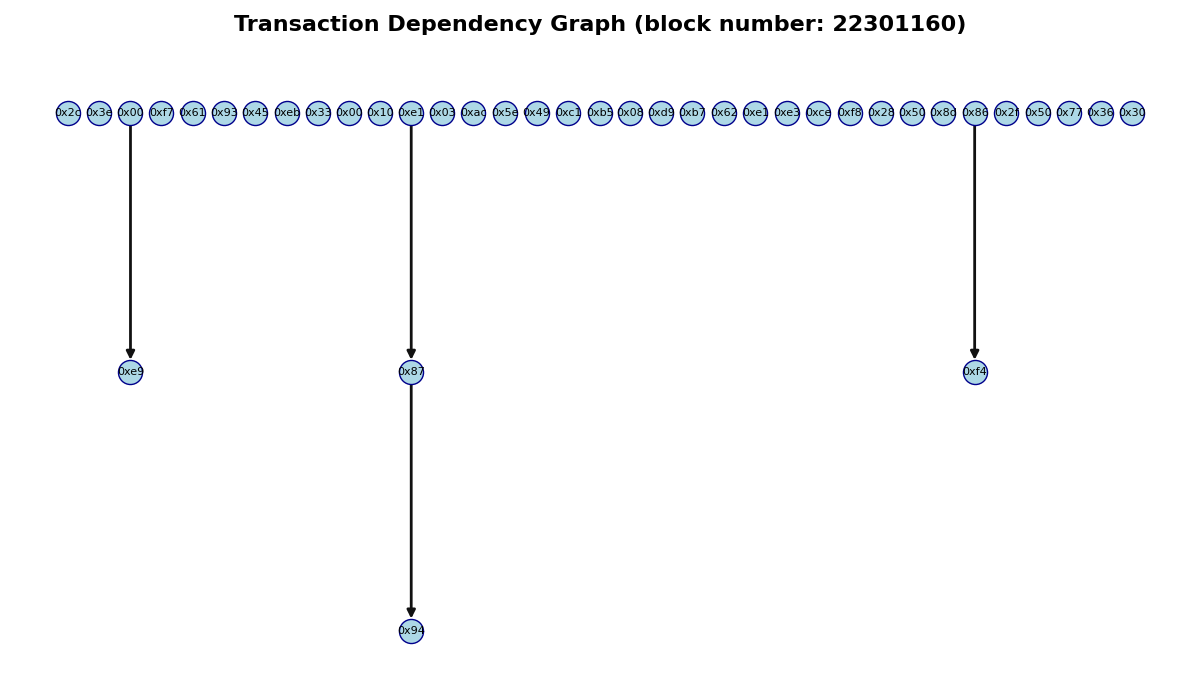 Transaction Dependency Graph (block number: 22301160)
0x2c 0x3e 0x00 0xf7 0x61 0x93 0x45 0xeb 0x33 0x00 0x10 0xe1 0x03 0xac 0x5e 0x49 0xc1 0xb5 0x08 0xd9 0xb7 0x62 0xe1 0xe3 0xce 0xf8 0x28 0x50 0x8d 0x86 0x2f 0x50 0x77 0x36 0x30
0xe9 0x87 0xf4
0x94